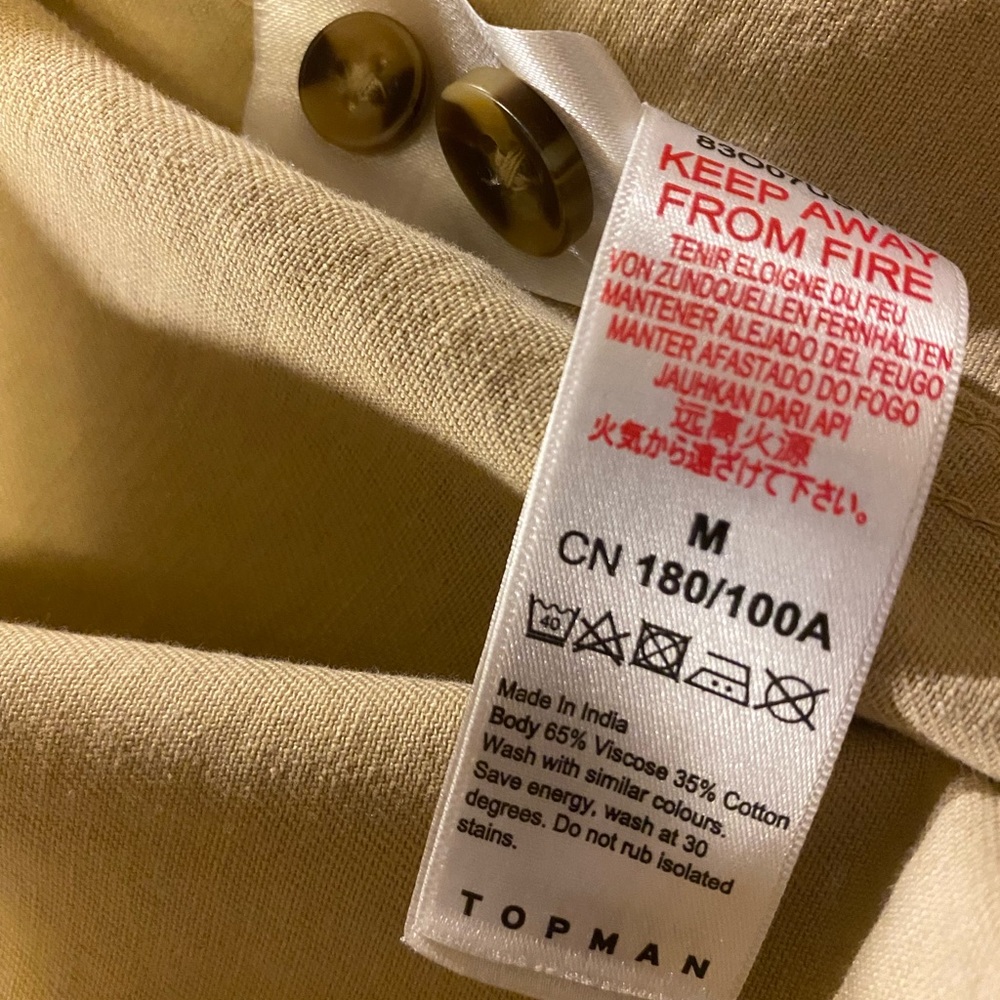 KEEP AWAY
FROM FIRE
TENIR ELOIGNE DU FEU
VON ZUNDQUELLEN FERNHALTEN
MANTENER ALEJADO DEL FEUGO
MANTER AFASTADO DO FOGO
JAUHKAN DARI API
远离火源
火気から遠ざけて下さい。
M
CN 180/100A
40
Made In India
Body 65% Viscose 35% Cotton
Wash with similar colours.
Save energy, wash at 30
degrees. Do not rub isolated
stains.
TOPMAN